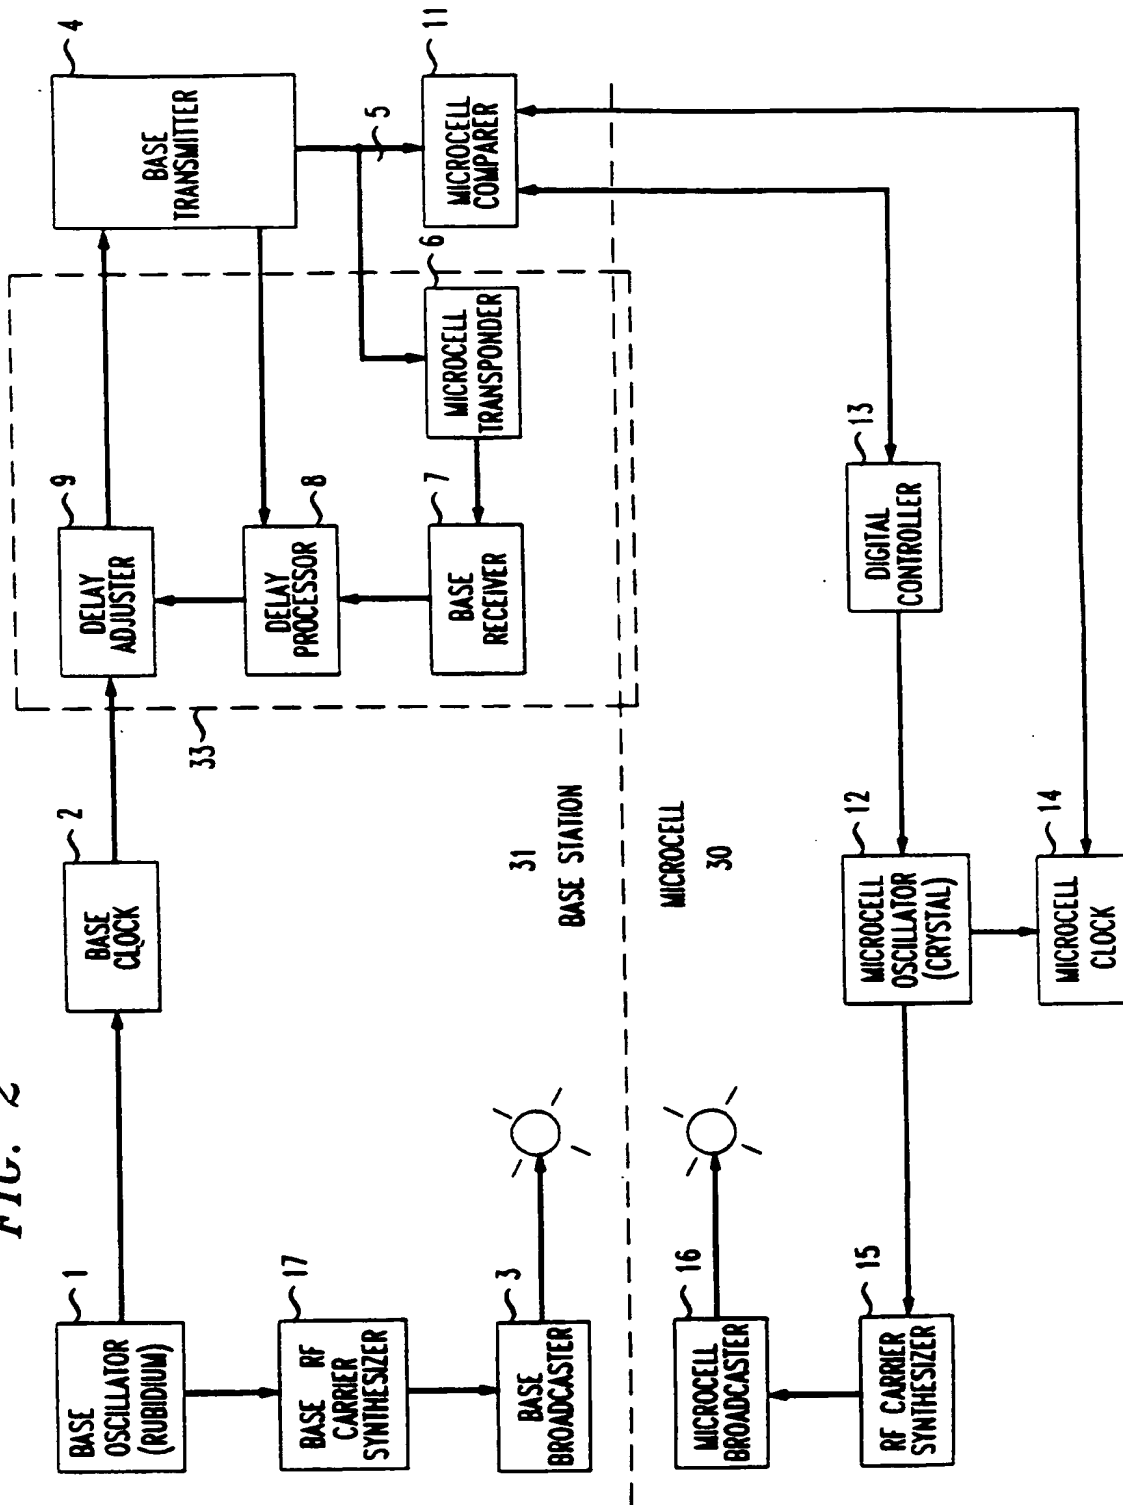 FIG. 2
1
BASE
OSCILLATOR
(RUBIDIUM)
2
BASE
CLOCK
9
DELAY
ADJUSTER
4
BASE
TRANSMITTER
17
BASE RF
CARRIER
SYNTHESIZER
33
8
DELAY
PROCESSOR
5
3
BASE
BROADCASTER
7
BASE
RECEIVER
6
MICROCELL
TRANSPONDER
11
MICROCELL
COMPARER
31
BASE STATION
MICROCELL
30
16
MICROCELL
BROADCASTER
15
RF CARRIER
SYNTHESIZER
12
MICROCELL
OSCILLATOR
(CRYSTAL)
13
DIGITAL
CONTROLLER
14
MICROCELL
CLOCK